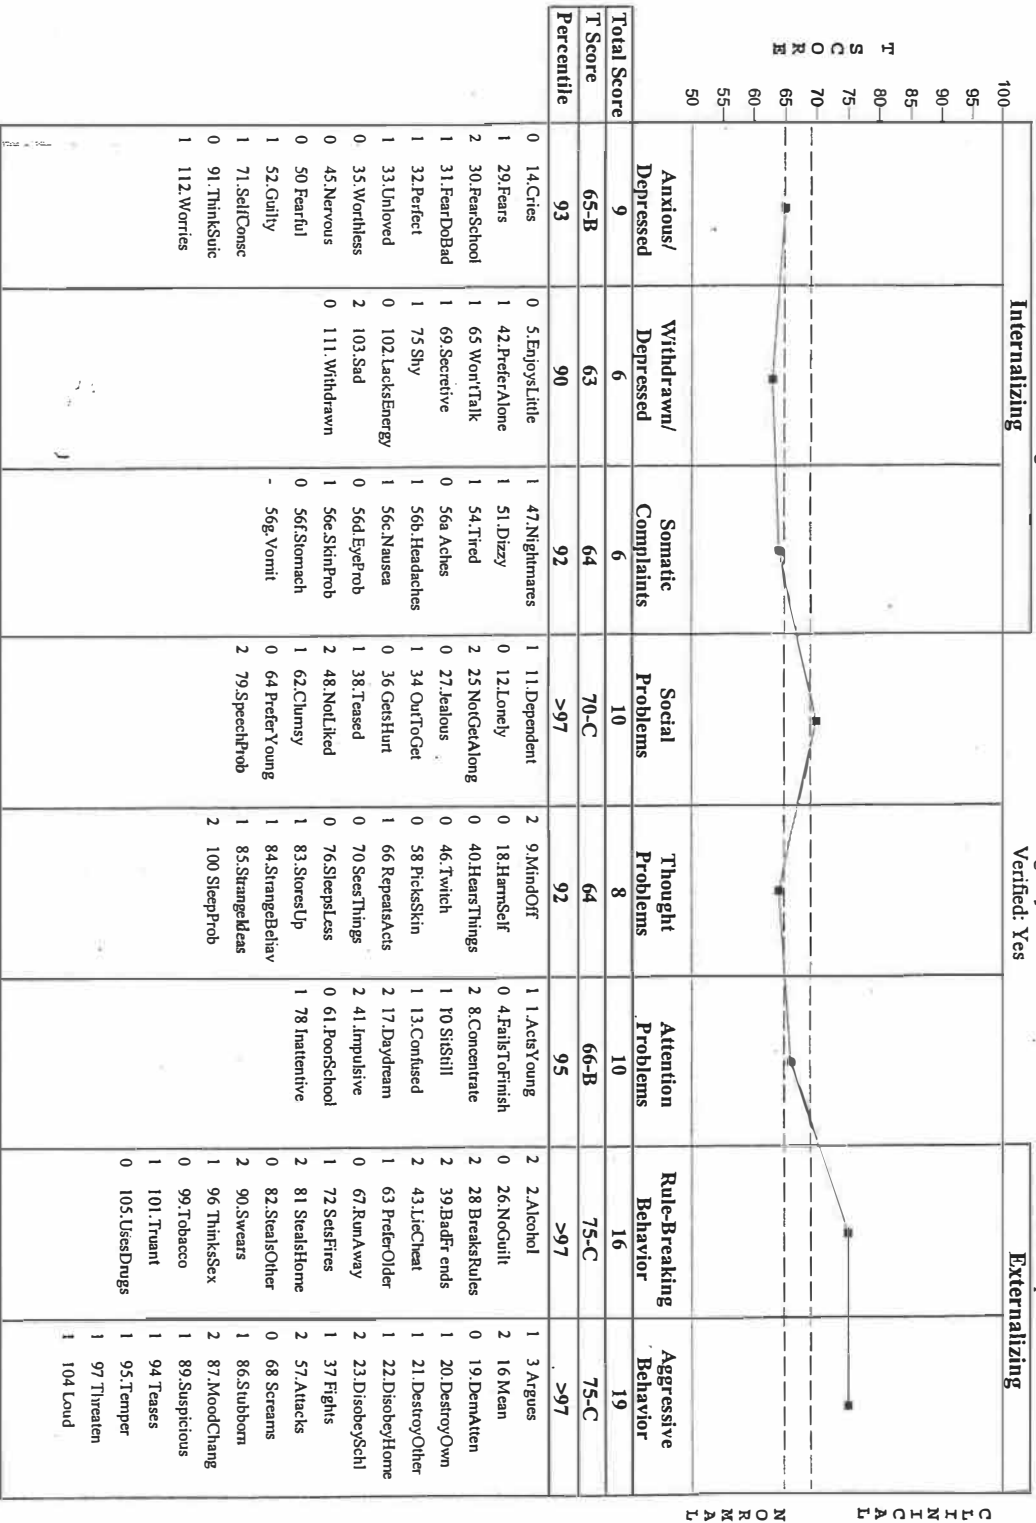 Internalizing
Verified: Yes
Externalizing
T SCORE
100
95
90
85
80
75
70
65
60
55
50
CLINICAL
NORMAL
Anxious/ Depressed
Withdrawn/ Depressed
Somatic Complaints
Social Problems
Thought Problems
Attention Problems
Rule-Breaking Behavior
Aggressive Behavior
Total Score 9 6 6 10 8 10 16 19
T Score 65-B 63 64 70-C 64 66-B 75-C 75-C
Percentile 93 90 92 >97 92 95 >97 >97
0 14.Cries
1 29.Fears
2 30.FearSchool
1 31.FearDoBad
1 32.Perfect
1 33.Unloved
0 35.Worthless
0 45.Nervous
0 50 Fearful
1 52.Guilty
1 71.SelfConsc
0 91.ThinkSuic
1 112.Worries
0 5.EnjoysLittle
1 42.PreferAlone
1 65 Won'tTalk
1 69.Secretive
1 75 Shy
0 102.LacksEnergy
2 103.Sad
0 111.Withdrawn
1 47.Nightmares
1 51.Dizzy
1 54.Tired
0 56a Aches
1 56b.Headaches
1 56c.Nausea
0 56d.EyeProb
1 56e.SkinProb
0 56f.Stomach
- 56g.Vomit
1 11.Dependent
0 12.Lonely
2 25 NotGetAlong
0 27.Jealous
1 34 OutToGet
0 36 GetsHurt
1 38.Teased
2 48.NotLiked
1 62.Clumsy
0 64 PreferYoung
2 79.SpeechProb
2 9.MindOff
0 18.HarmSelf
0 40.HearsThings
0 46.Twitch
0 58 PicksSkin
1 66 RepeatsActs
0 70 SeesThings
0 76.SleepsLess
1 83.StoresUp
1 84.StrangeBehav
1 85.StrangeIdeas
2 100 SleepProb
1 1.ActsYoung
0 4.FailsToFinish
2 8.Concentrate
1 10 SitStill
1 13.Confused
2 17.Daydream
2 41.Impulsive
0 61.PoorSchool
1 78 Inattentive
2 2.Alcohol
0 26.NoGuilt
2 28 BreaksRules
2 39.BadFr ends
2 43.LieCheat
1 63 PreferOlder
0 67.RunAway
1 72 SetsFires
2 81 StealsHome
0 82.StealsOther
2 90.Swears
1 96 ThinksSex
0 99.Tobacco
1 101.Truant
0 105.UsesDrugs
1 3 Argues
2 16 Mean
0 19.DemAtten
1 20.DestroyOwn
1 21.DestroyOther
1 22.DisobeyHome
2 23.DisobeySchl
1 37 Fights
2 57.Attacks
0 68 Screams
1 86.Stubborn
2 87.MoodChang
1 89.Suspicious
1 94 Teases
1 95.Temper
1 97 Threaten
1 104 Loud